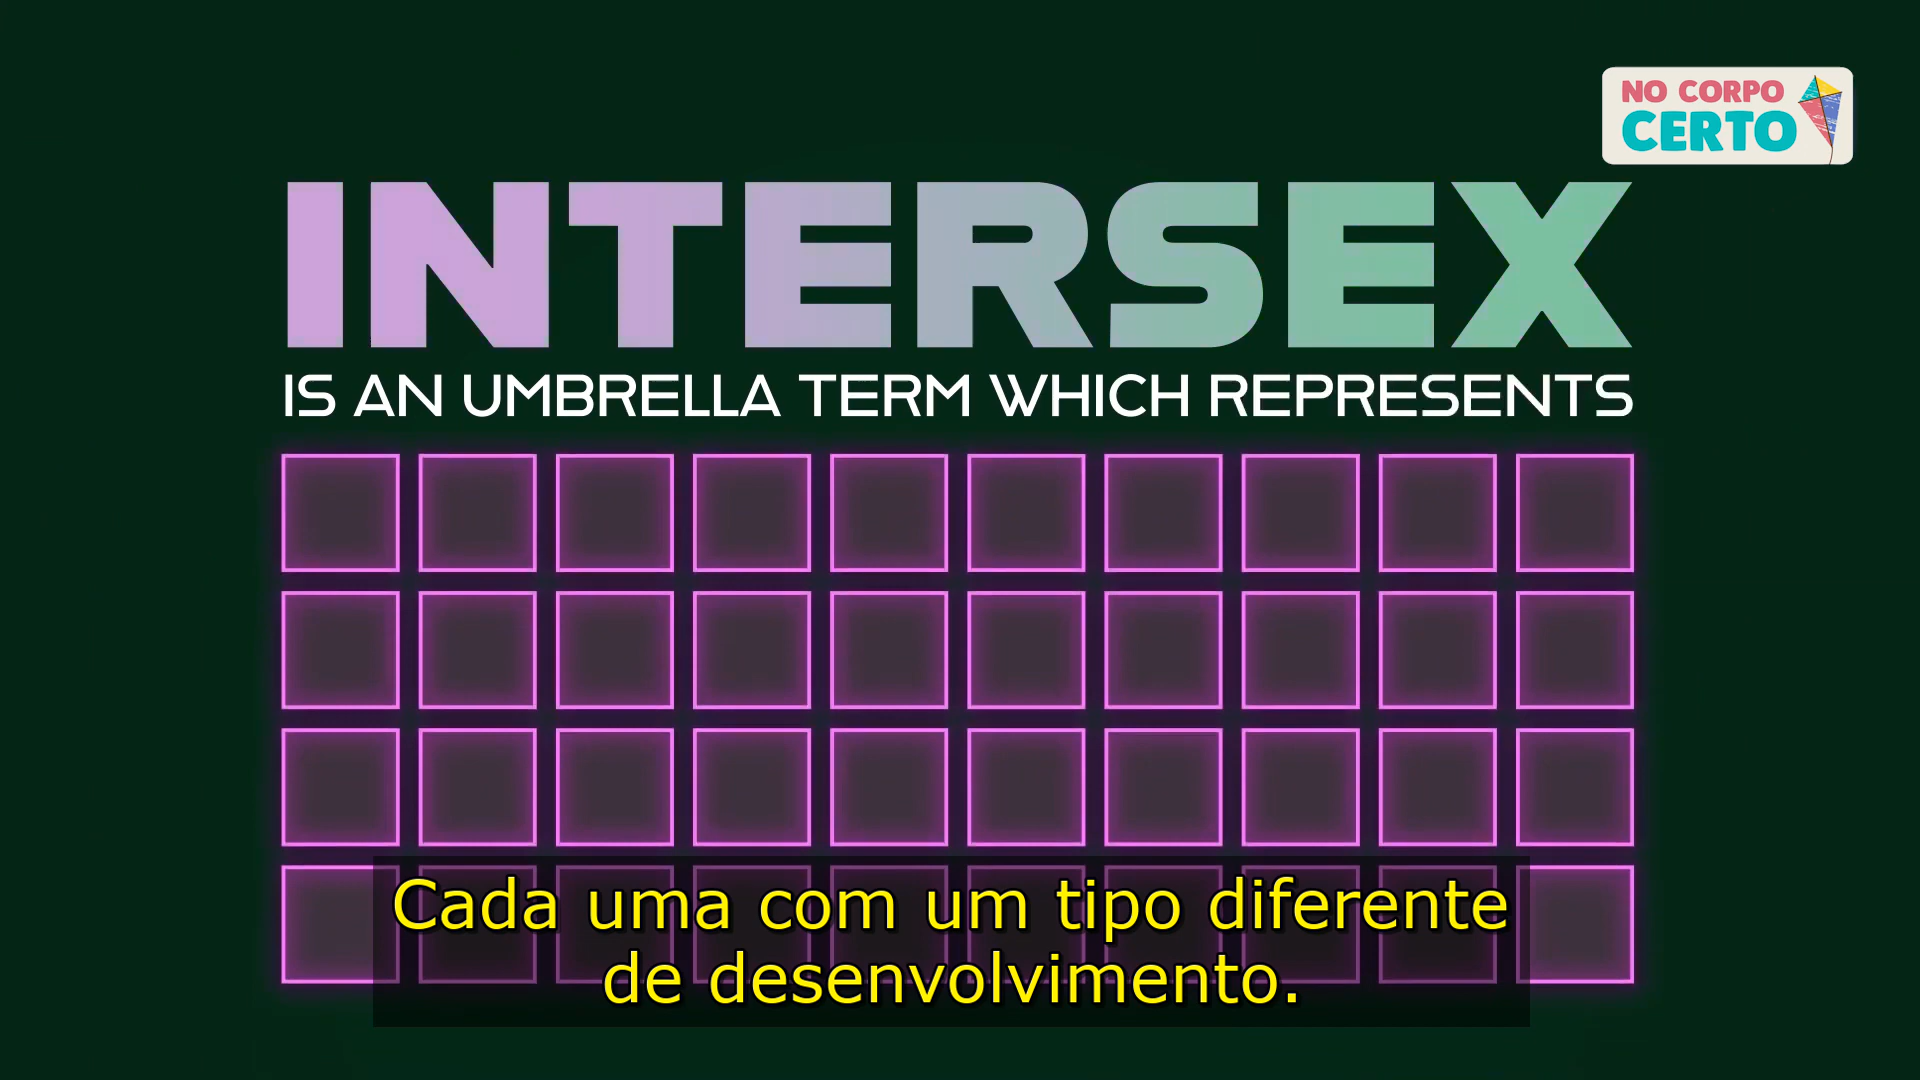 NO CORPO
CERTO
INTERSEX
IS AN UMBRELLA TERM WHICH REPRESENTS
Cada uma com um tipo diferente
de desenvolvimento.